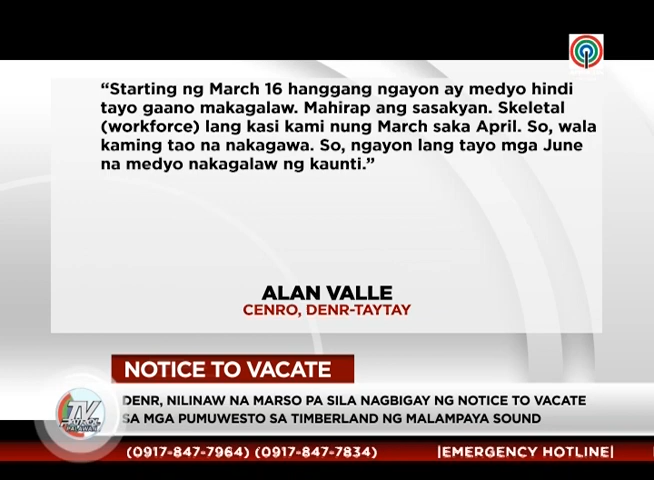 “Starting ng March 16 hanggang ngayon ay medyo hindi
tayo gaano makagalaw. Mahirap ang sasakyan. Skeletal
(workforce) lang kasi kami nung March saka April. So, wala
kaming tao na nakagawa. So, ngayon lang tayo mga June
na medyo nakagalaw ng kaunti.”
ALAN VALLE
CENRO, DENR-TAYTAY
NOTICE TO VACATE
DENR, NILINAW NA MARSO PA SILA NAGBIGAY NG NOTICE TO VACATE
SA MGA PUMUWESTO SA TIMBERLAND NG MALAMPAYA SOUND
TV
PATROL
PALAWAN
(0917-847-7964) (0917-847-7834) |EMERGENCY HOTLINE|